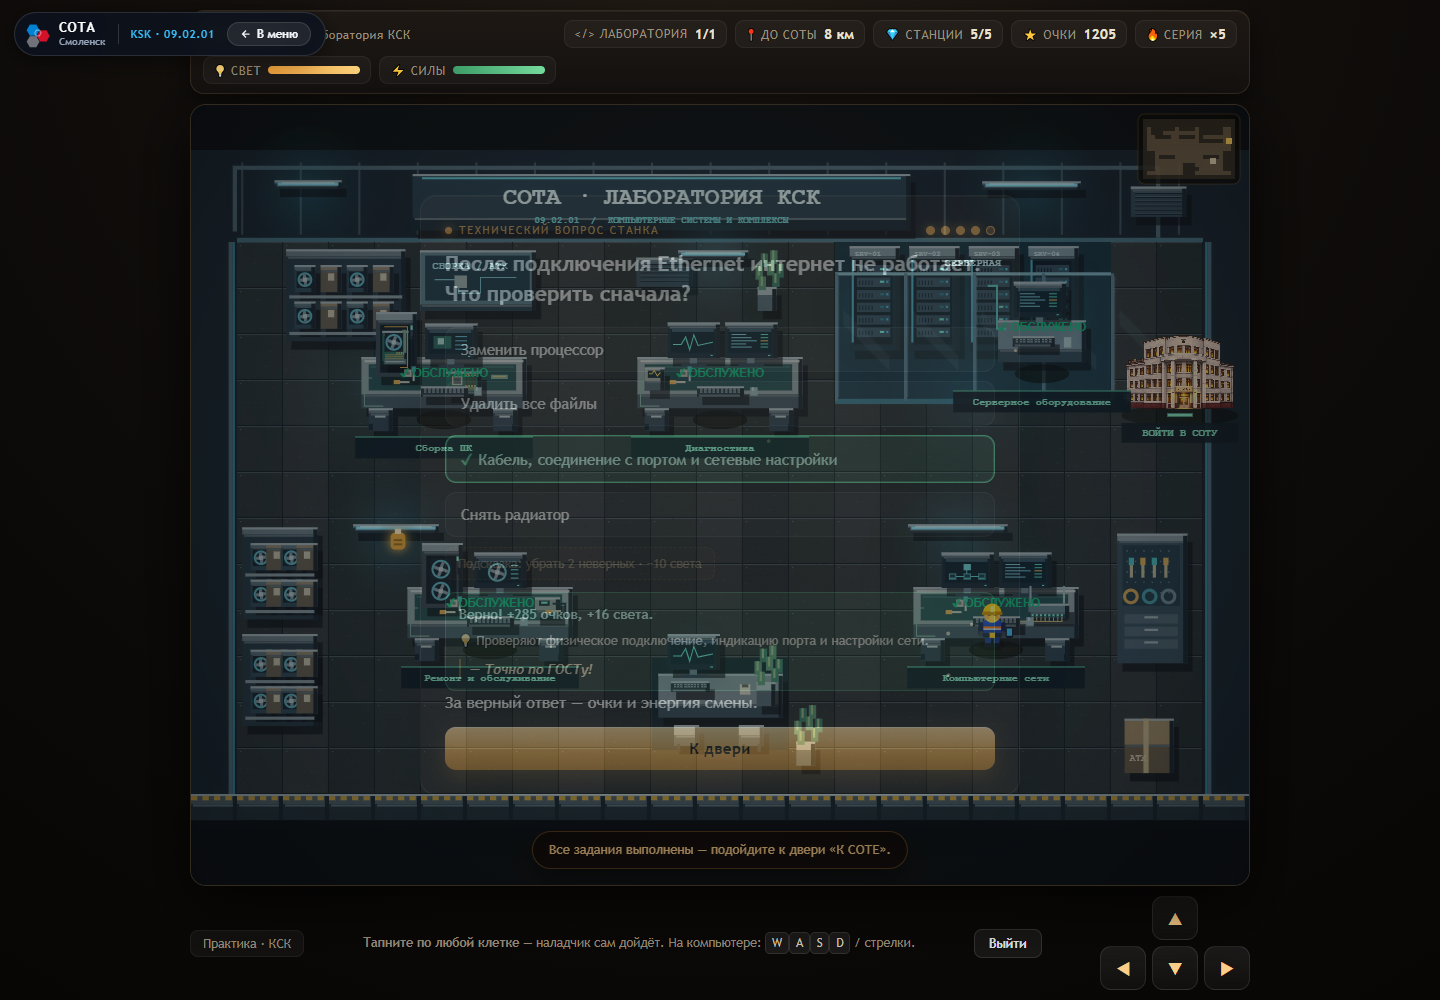 СОТА
Смоленск
KSK · 09.02.01
← В меню
боратория КСК
</> ЛАБОРАТОРИЯ 1/1
ДО СОТЫ 8 км
СТАНЦИИ 5/5
ОЧКИ 1205
СЕРИЯ ×5
СВЕТ
СИЛЫ
СОТА · ЛАБОРАТОРИЯ КСК
09.02.01 / КОМПЬЮТЕРНЫЕ СИСТЕМЫ И КОМПЛЕКСЫ
ТЕХНИЧЕСКИЙ ВОПРОС СТАНКА
После подключения Ethernet интернет не работает.
Что проверить сначала?
СЕРВЕРНАЯ
ОБСЛУЖЕНО
Заменить процессор
ОБСЛУЖЕНО
ОБСЛУЖЕНО
Удалить все файлы
Серверное оборудование
ВОЙТИ В СОТУ
Сборка ПК
Диагностика
✓ Кабель, соединение с портом и сетевые настройки
Снять радиатор
Подсказка: убрать 2 неверных · −10 света
ОБСЛУЖЕНО
ОБСЛУЖЕНО
Верно! +285 очков, +16 света.
Проверяют физическое подключение, индикацию порта и настройки сети.
— Точно по ГОСТу!
Ремонт и обслуживание
Компьютерные сети
За верный ответ — очки и энергия смены.
К двери
Все задания выполнены — подойдите к двери «К СОТЕ».
Практика · КСК
Тапните по любой клетке — наладчик сам дойдёт. На компьютере: W A S D / стрелки.
Выйти